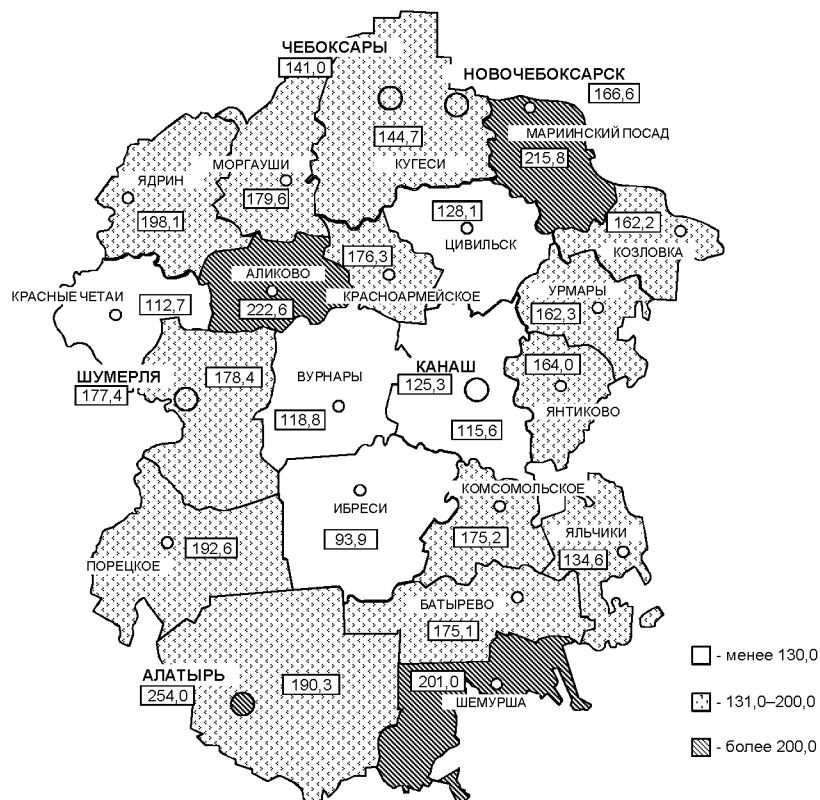 ЧЕБОКСАРЫ
141,0
НОВОЧЕБОКСАРСК
166,6
144,7
КУГЕСИ
МАРИИНСКИЙ ПОСАД
215,8
МОРГАУШИ
179,6
ЯДРИН
198,1
128,1
ЦИВИЛЬСК
162,2
КОЗЛОВКА
176,3
КРАСНОАРМЕЙСКОЕ
АЛИКОВО
222,6
КРАСНЫЕ ЧЕТАИ
112,7
УРМАРЫ
162,3
ШУМЕРЛЯ
177,4
178,4
ВУРНАРЫ
118,8
КАНАШ
125,3
115,6
164,0
ЯНТИКОВО
ИБРЕСИ
93,9
КОМСОМОЛЬСКОЕ
175,2
ЯЛЬЧИКИ
134,6
ПОРЕЦКОЕ
192,6
БАТЫРЕВО
175,1
АЛАТЫРЬ
254,0
190,3
201,0
ШЕМУРША
- менее 130,0
- 131,0–200,0
- более 200,0